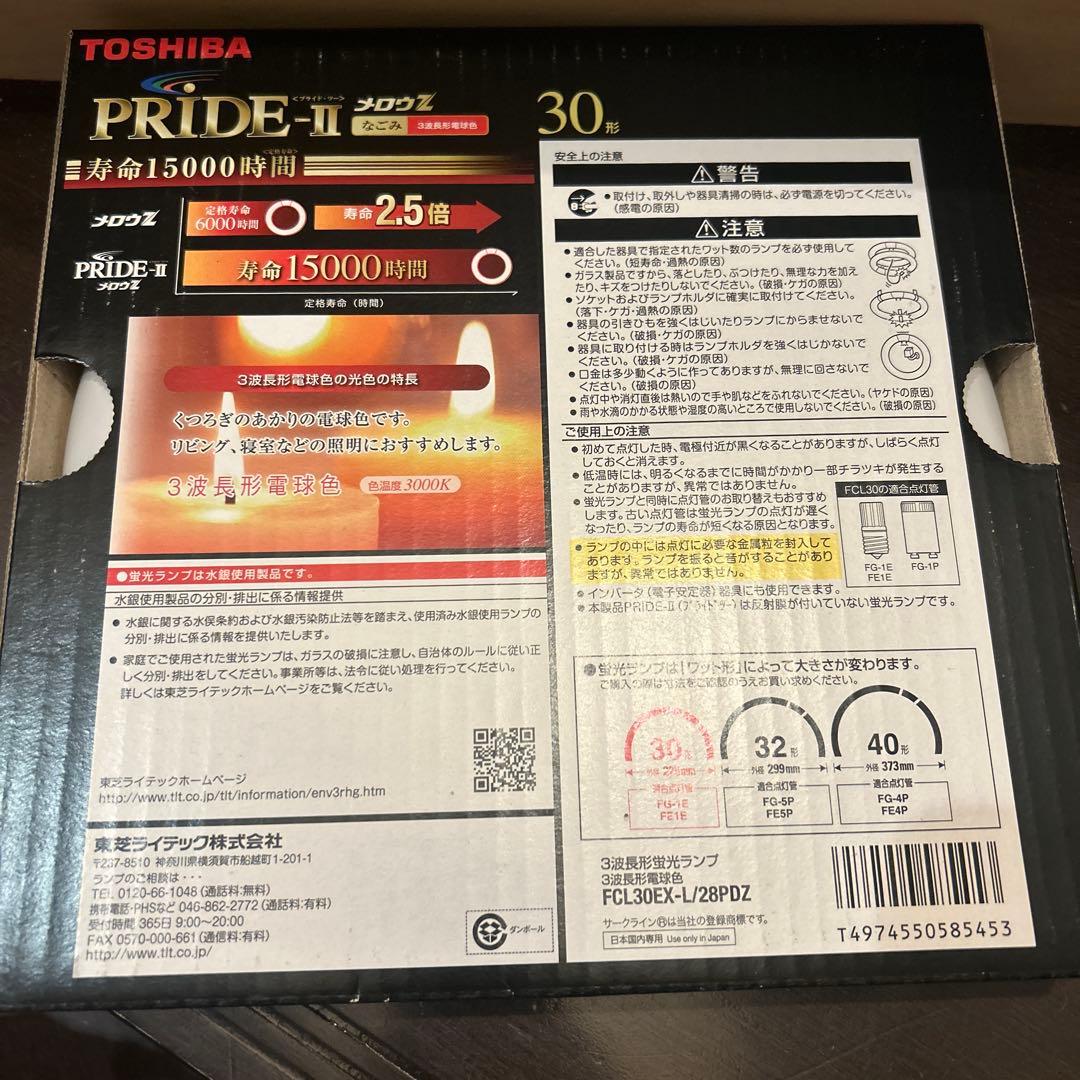 TOSHIBA
PRIDE-II
<プライド・ツー>
メロウZ
なごみ 3波長形電球色
30形
寿命15000時間
<定格寿命>
メロウZ
定格寿命
6000時間
寿命2.5倍
PRIDE-II
メロウZ
寿命15000時間
定格寿命(時間)
3波長形電球色の光色の特長
くつろぎのあかりの電球色です。
リビング、寝室などの照明におすすめします。
3波長形電球色 色温度3000K
●蛍光ランプは水銀使用製品です。
水銀使用製品の分別・排出に係る情報提供
● 水銀に関する水俣条約および水銀汚染防止法等を踏まえ、使用済み水銀使用ランプの
分別・排出に係る情報を提供いたします。
● 家庭でご使用された蛍光ランプは、ガラスの破損に注意し、自治体のルールに従い正
しく分別・排出をしてください。事業所等は、法令に従い処理を行ってください。
詳しくは東芝ライテックホームページをご覧ください。
東芝ライテックホームページ
http://www.tlt.co.jp/tlt/information/env3rhg.htm
東芝ライテック株式会社
〒237-8510 神奈川県横須賀市船越町1-201-1
ランプのご相談は・・・
TEL 0120-66-1048(通話料:無料)
携帯電話・PHSなど 046-862-2772(通話料:有料)
受付時間 365日 9:00~20:00
FAX 0570-000-661(通信料:有料)
http://www.tlt.co.jp/
ダンボール
安全上の注意
⚠警告
● 取付け、取外しや器具清掃の時は、必ず電源を切ってください。
(感電の原因)
⚠注意
● 適合した器具で指定されたワット数のランプを必ず使用して
ください。(短寿命・過熱の原因)
● ガラス製品ですから、落としたり、ぶつけたり、無理な力を加え
たり、キズをつけたりしないでください。(破損・ケガの原因)
● ソケットおよびランプホルダに確実に取付けてください。
(落下・ケガ・過熱の原因)
● 器具の引きひもを強くはじいたりランプにからませないで
ください。(破損・ケガの原因)
● 器具に取り付ける時はランプホルダを強くはじかないで
ください。(破損・ケガの原因)
● 口金は多少動くように作ってありますが、無理に回さないで
ください。(破損の原因)
● 点灯中や消灯直後は熱いので手や肌などをふれないでください。(ヤケドの原因)
● 雨や水滴のかかる状態や湿度の高いところで使用しないでください。(破損の原因)
ご使用上の注意
● 初めて点灯した時、電極付近が黒くなることがありますが、しばらく点灯
しておくと消えます。
● 低温時には、明るくなるまでに時間がかかり一部チラツキが発生する
ことがありますが、異常ではありません。
● 蛍光ランプと同時に点灯管のお取り替えもおすすめ
します。古い点灯管は蛍光ランプの点灯が遅く
なったり、ランプの寿命が短くなる原因となります。
● ランプの中には点灯に必要な金属粒を封入して
あります。ランプを振ると音がすることがあり
ますが、異常ではありません。
● インバータ(電子安定器)器具にも使用できます。
● 本製品PRIDE-II(プライド・ツー)は反射膜が付いていない蛍光ランプです。
FCL30の適合点灯管
FG-1E
FE1E
FG-1P
●蛍光ランプは「ワット形」によって大きさが変わります。
ご購入の際は寸法をご確認のうえお買い求めください。
30形
外径 225mm
適合点灯管
FG-1E
FE1E
32形
外径 299mm
適合点灯管
FG-5P
FE5P
40形
外径 373mm
適合点灯管
FG-4P
FE4P
3波長形蛍光ランプ
3波長形電球色
FCL30EX-L/28PDZ
サークライン®は当社の登録商標です。
日本国内専用 Use only in Japan
T4974550585453